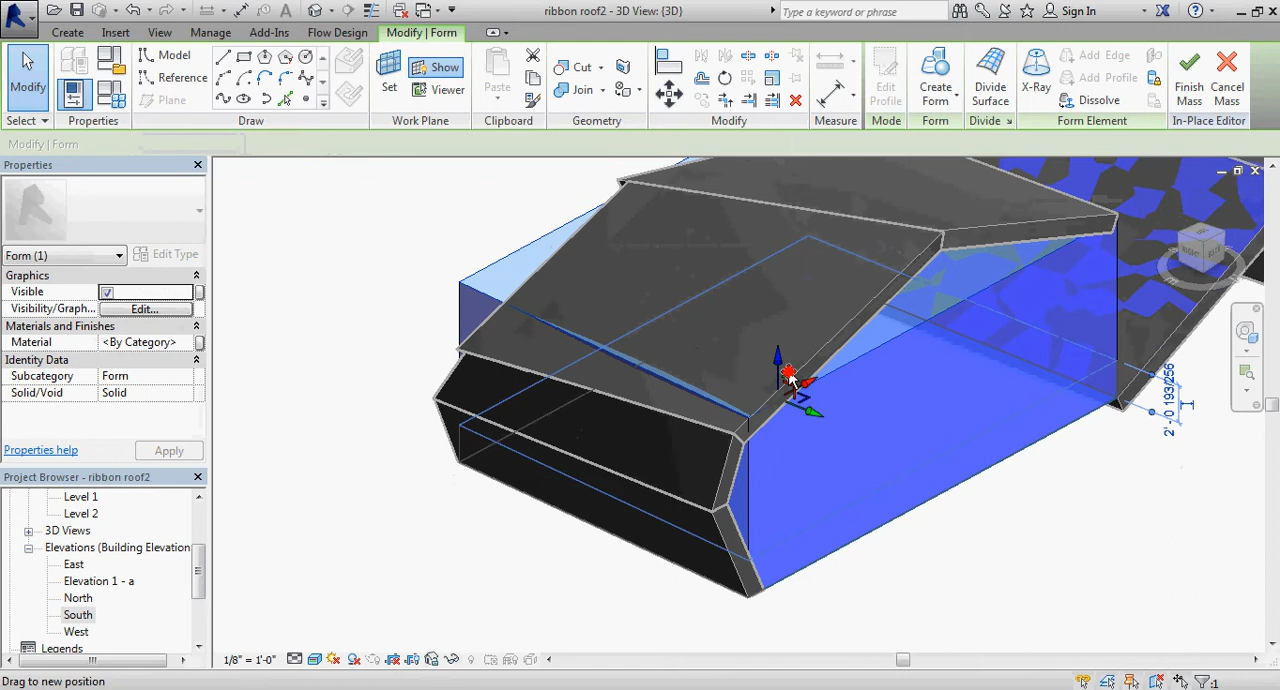 ribbon roof2 - 3D View: {3D}
Type a keyword or phrase
Sign In
Create Insert View Manage Add-Ins Flow Design Modify | Form
Modify
Model
Reference
Plane
Set
Show
Viewer
Paste
Cut
Join
Edit Profile
Create Form
Divide Surface
X-Ray
Add Edge
Add Profile
Dissolve
Finish Mass
Cancel Mass
Select Properties Draw Work Plane Clipboard Geometry Modify Measure Mode Form Divide Form Element In-Place Editor
Modify | Form
Properties
Form (1)
Edit Type
Graphics
Visible
Visibility/Graph... Edit...
Materials and Finishes
Material <By Category>
Identity Data
Subcategory Form
Solid/Void Solid
Properties help
Apply
Project Browser - ribbon roof2
Level 1
Level 2
3D Views
Elevations (Building Elevation
East
Elevation 1 - a
North
South
West
Legends
2' - 0 193/256
1/8" = 1'-0"
Drag to new position
:1